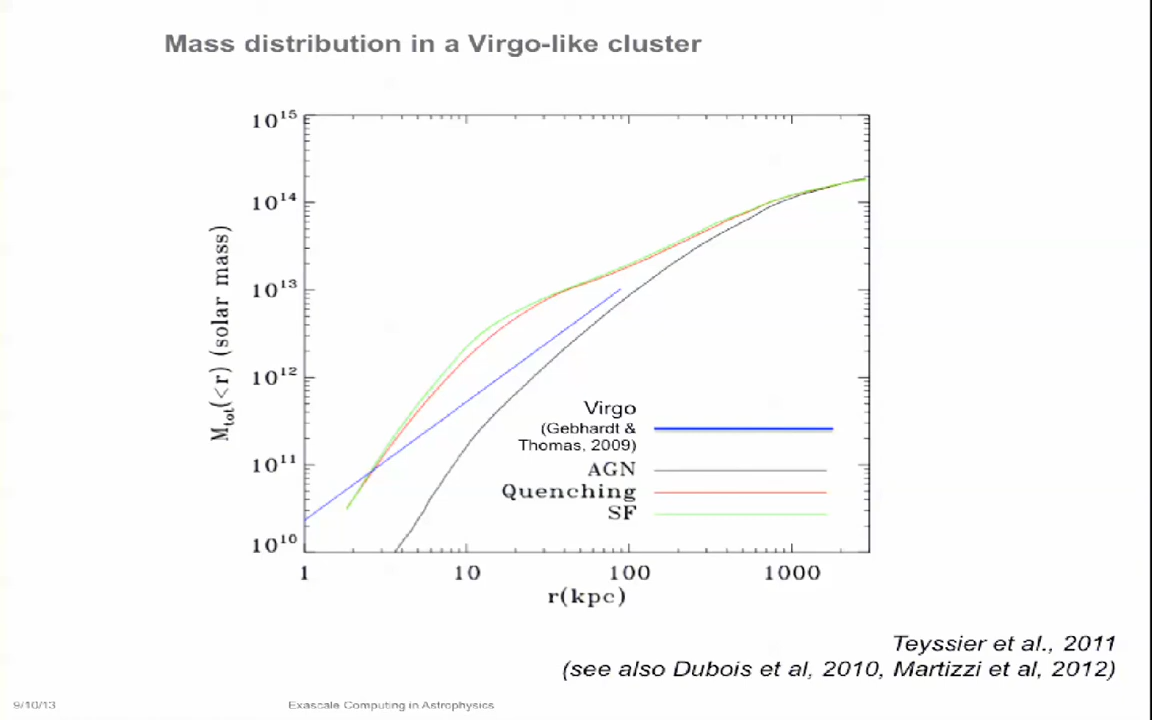 Mass distribution in a Virgo-like cluster
10^15
10^14
10^13
10^12
10^11
10^10
M_tot(<r) (solar mass)
Virgo
(Gebhardt &
Thomas, 2009)
AGN
Quenching
SF
1 10 100 1000
r(kpc)
Teyssier et al., 2011
(see also Dubois et al, 2010, Martizzi et al, 2012)
9/10/13 Exascale Computing in Astrophysics